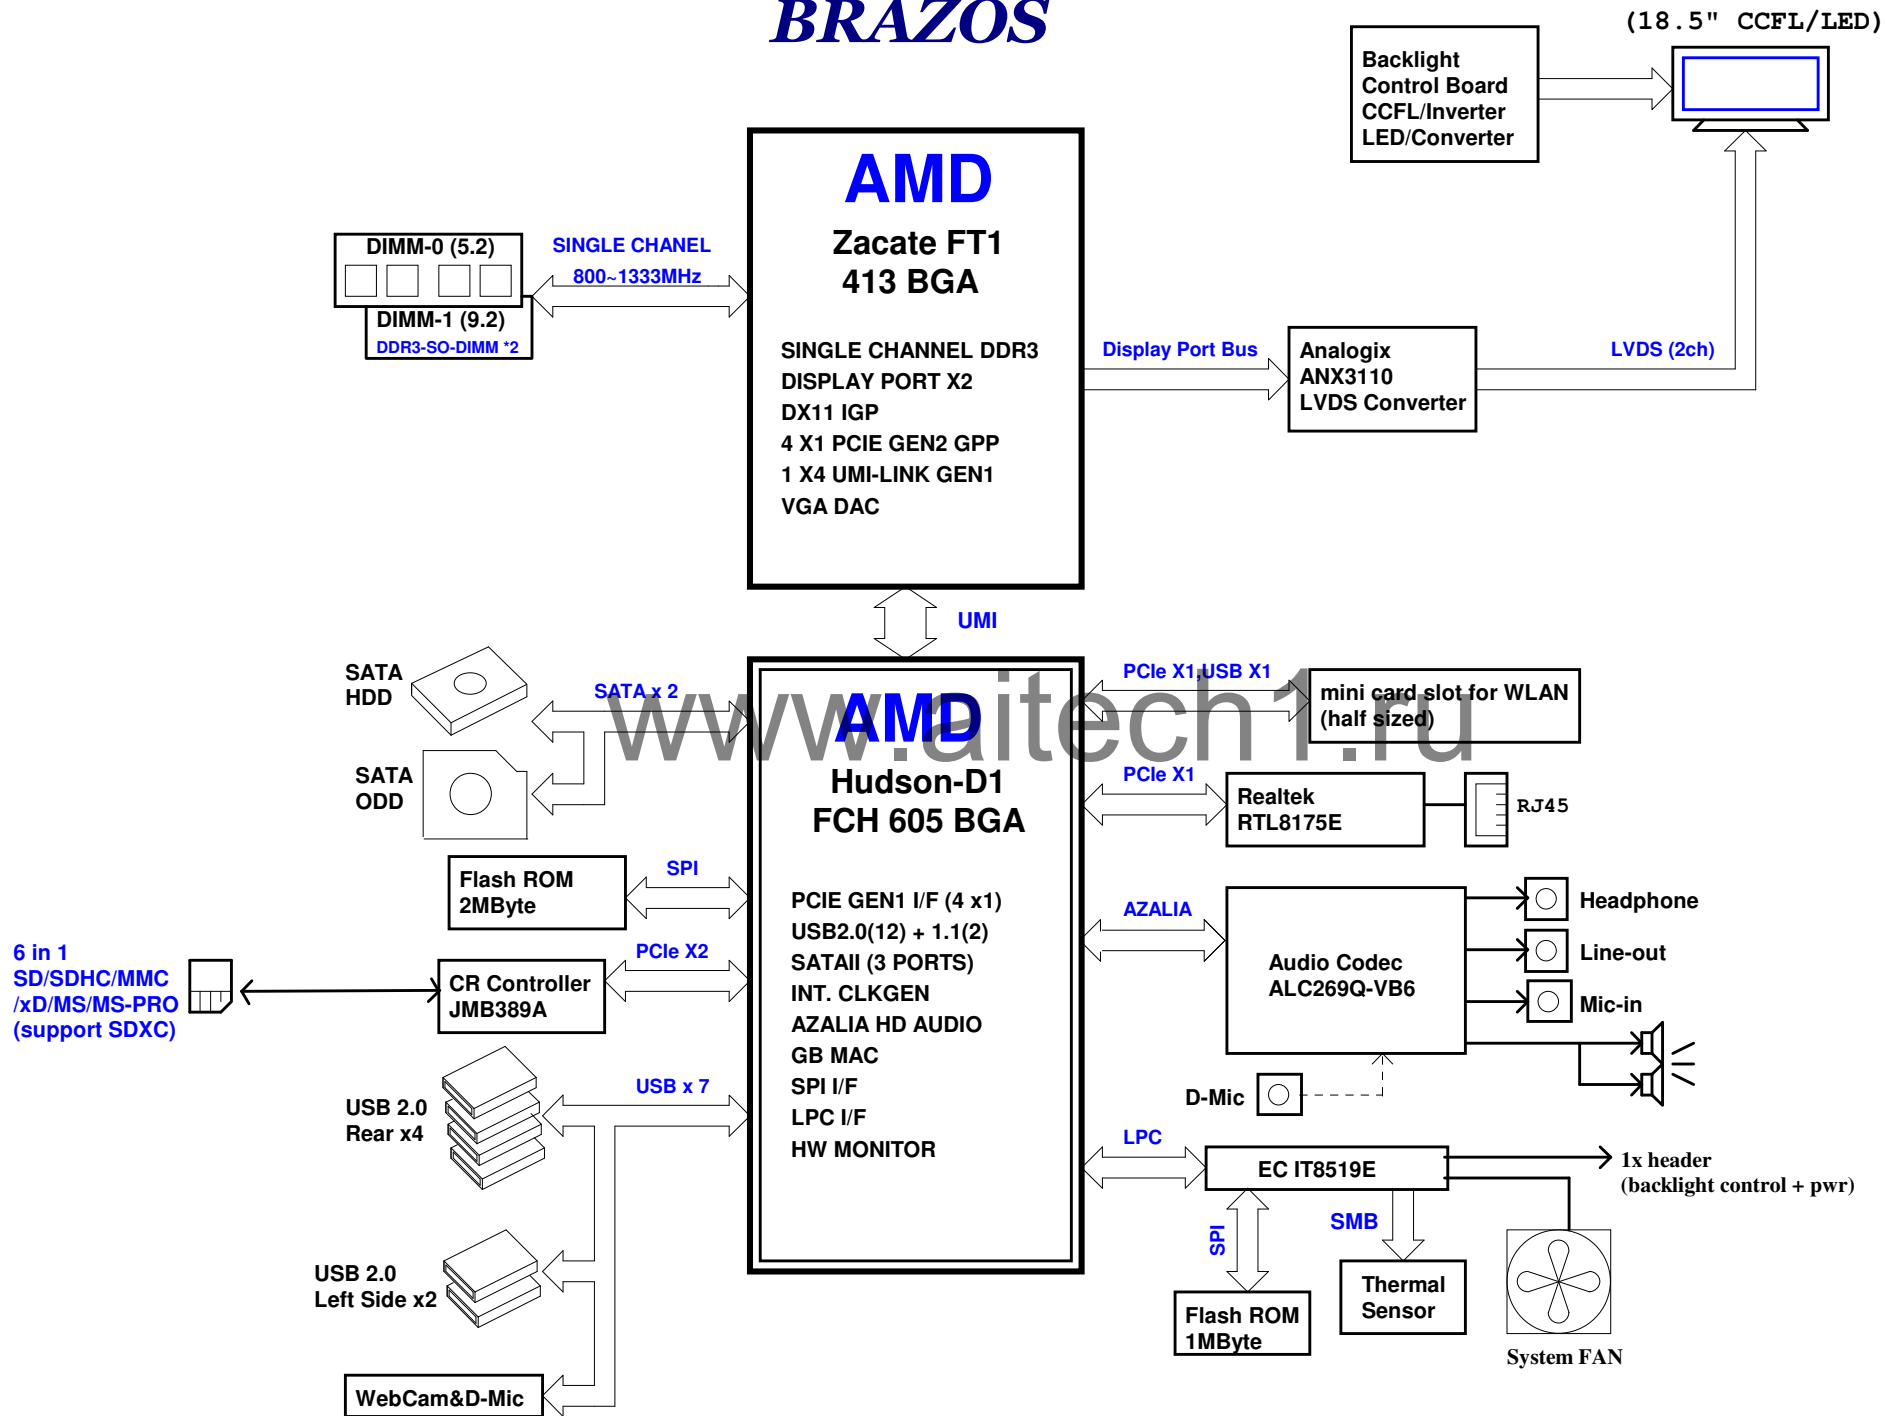 BRAZOS
(18.5" CCFL/LED)
Backlight
Control Board
CCFL/Inverter
LED/Converter
AMD
Zacate FT1
413 BGA
SINGLE CHANNEL DDR3
DISPLAY PORT X2
DX11 IGP
4 X1 PCIE GEN2 GPP
1 X4 UMI-LINK GEN1
VGA DAC
DIMM-0 (5.2)
DIMM-1 (9.2)
DDR3-SO-DIMM *2
SINGLE CHANEL
800~1333MHz
Display Port Bus
Analogix
ANX3110
LVDS Converter
LVDS (2ch)
UMI
SATA
HDD
SATA x 2
SATA
ODD
Flash ROM
2MByte
SPI
6 in 1
SD/SDHC/MMC
/xD/MS/MS-PRO
(support SDXC)
CR Controller
JMB389A
PCIe X2
USB 2.0
Rear x4
USB x 7
USB 2.0
Left Side x2
WebCam&D-Mic
AMD
Hudson-D1
FCH 605 BGA
PCIE GEN1 I/F (4 x1)
USB2.0(12) + 1.1(2)
SATAII (3 PORTS)
INT. CLKGEN
AZALIA HD AUDIO
GB MAC
SPI I/F
LPC I/F
HW MONITOR
www.aitech1.ru
PCIe X1,USB X1
mini card slot for WLAN
(half sized)
PCIe X1
Realtek
RTL8175E
RJ45
AZALIA
Audio Codec
ALC269Q-VB6
Headphone
Line-out
Mic-in
D-Mic
LPC
EC IT8519E
1x header
(backlight control + pwr)
SPI
SMB
Flash ROM
1MByte
Thermal
Sensor
System FAN